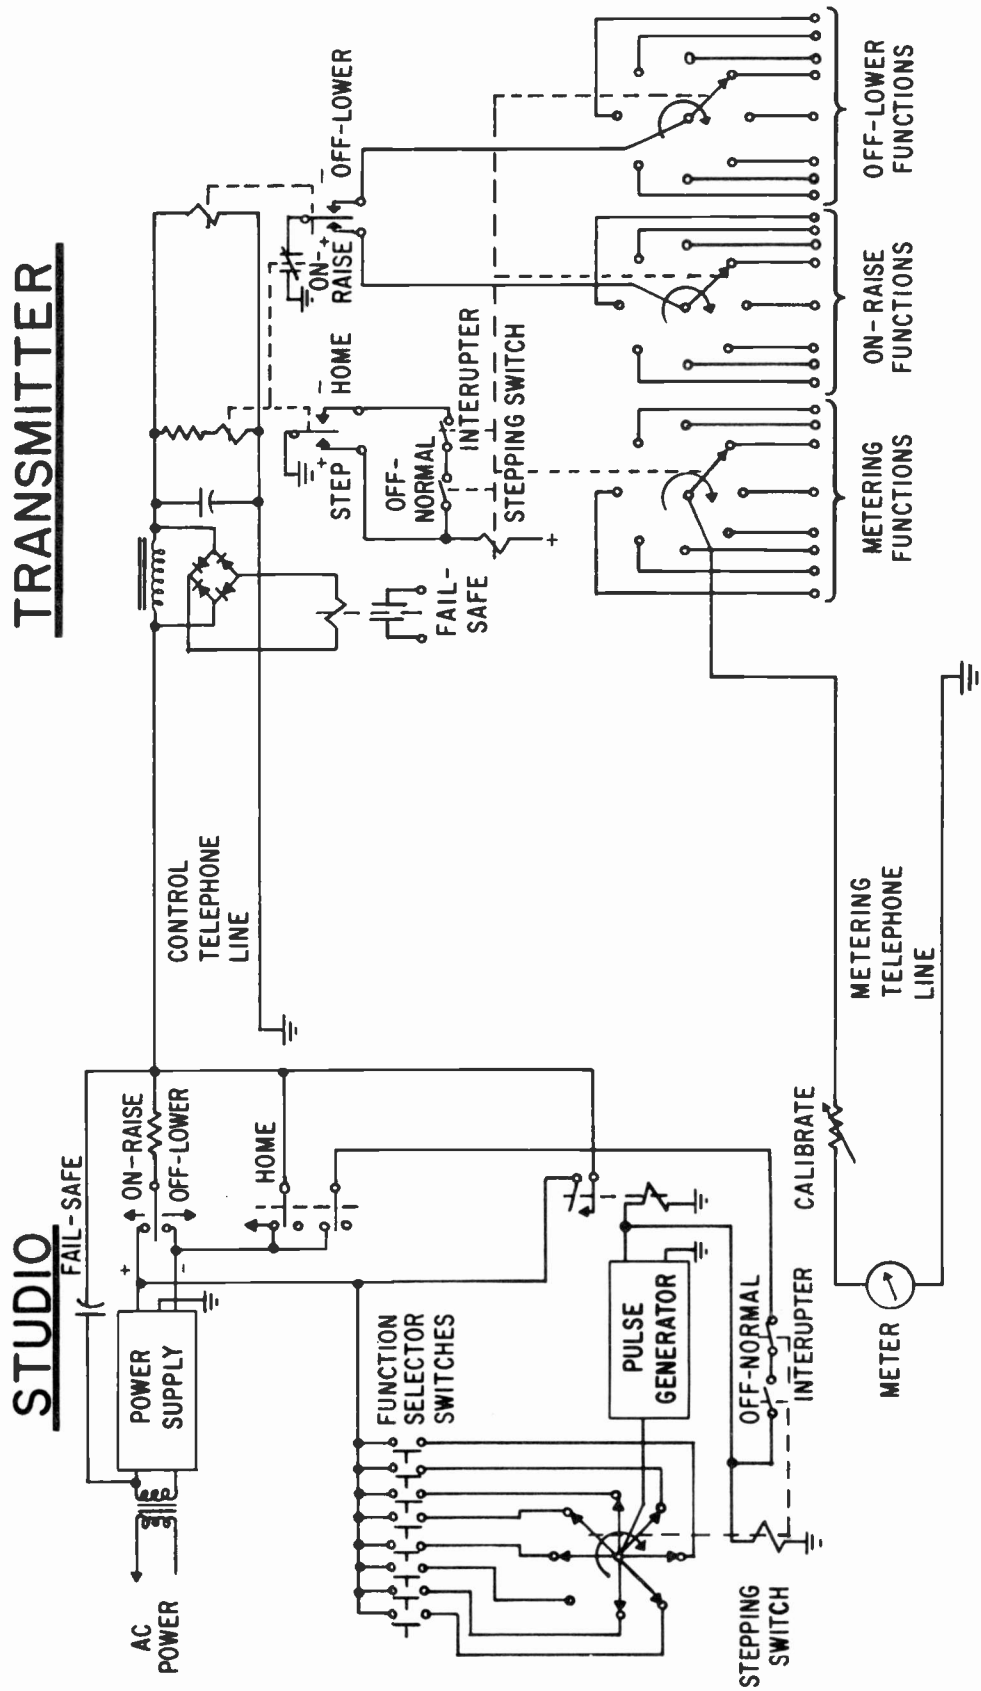 STUDIO
TRANSMITTER
FAIL-SAFE
ON-RAISE
OFF-LOWER
+
-
POWER
SUPPLY
AC
POWER
HOME
FUNCTION
SELECTOR
SWITCHES
PULSE
GENERATOR
OFF-NORMAL
INTERUPTER
STEPPING
SWITCH
CALIBRATE
METER
CONTROL
TELEPHONE
LINE
METERING
TELEPHONE
LINE
FAIL-
SAFE
STEP
+
-
HOME
OFF-
NORMAL
INTERUPTER
STEPPING SWITCH
+
ON-
RAISE
+
-
OFF-LOWER
METERING
FUNCTIONS
ON-RAISE
FUNCTIONS
OFF-LOWER
FUNCTIONS